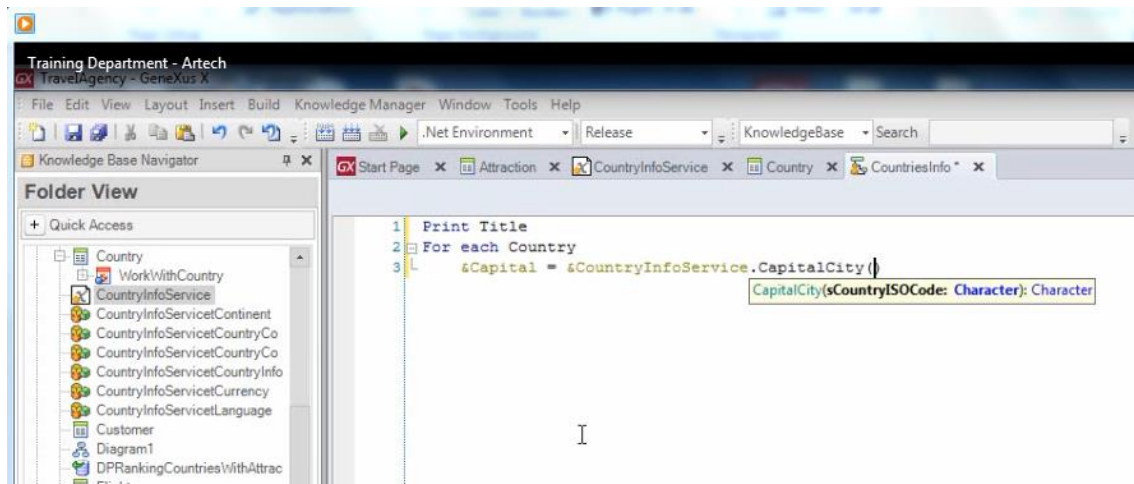 Training Department - Artech
GX TravelAgency - GeneXus X
File Edit View Layout Insert Build Knowledge Manager Window Tools Help
.Net Environment Release KnowledgeBase Search
Knowledge Base Navigator
GX Start Page Attraction CountryInfoService Country CountriesInfo *
Folder View
+ Quick Access
1 Print Title
2 For each Country
3 &Capital = &CountryInfoService.CapitalCity()
CapitalCity(sCountryISOCode: Character): Character
Country
WorkWithCountry
CountryInfoService
CountryInfoServicetContinent
CountryInfoServicetCountryCo
CountryInfoServicetCountryCo
CountryInfoServicetCountryInfo
CountryInfoServicetCurrency
CountryInfoServicetLanguage
Customer
Diagram1
DPRankingCountriesWithAttrac